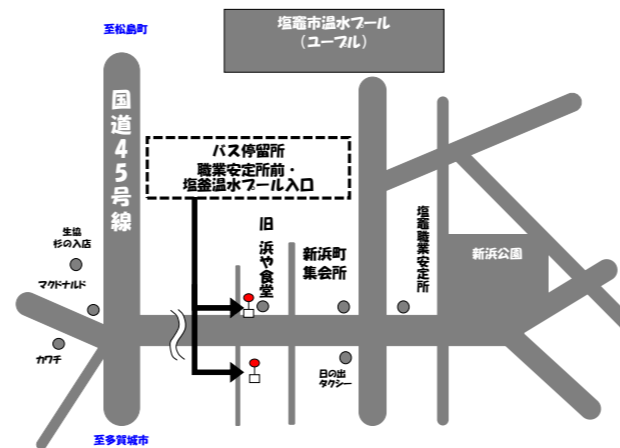 至松島町
塩竈市温水プール
（ユープル）
国道45号線
バス停留所
職業安定所前・
塩釜温水プール入口
生協
杉の入店
マクドナルド
カワチ
旧 浜や食堂
新浜町
集会所
塩竈職業安定所
新浜公園
日の出
タクシー
至多賀城市